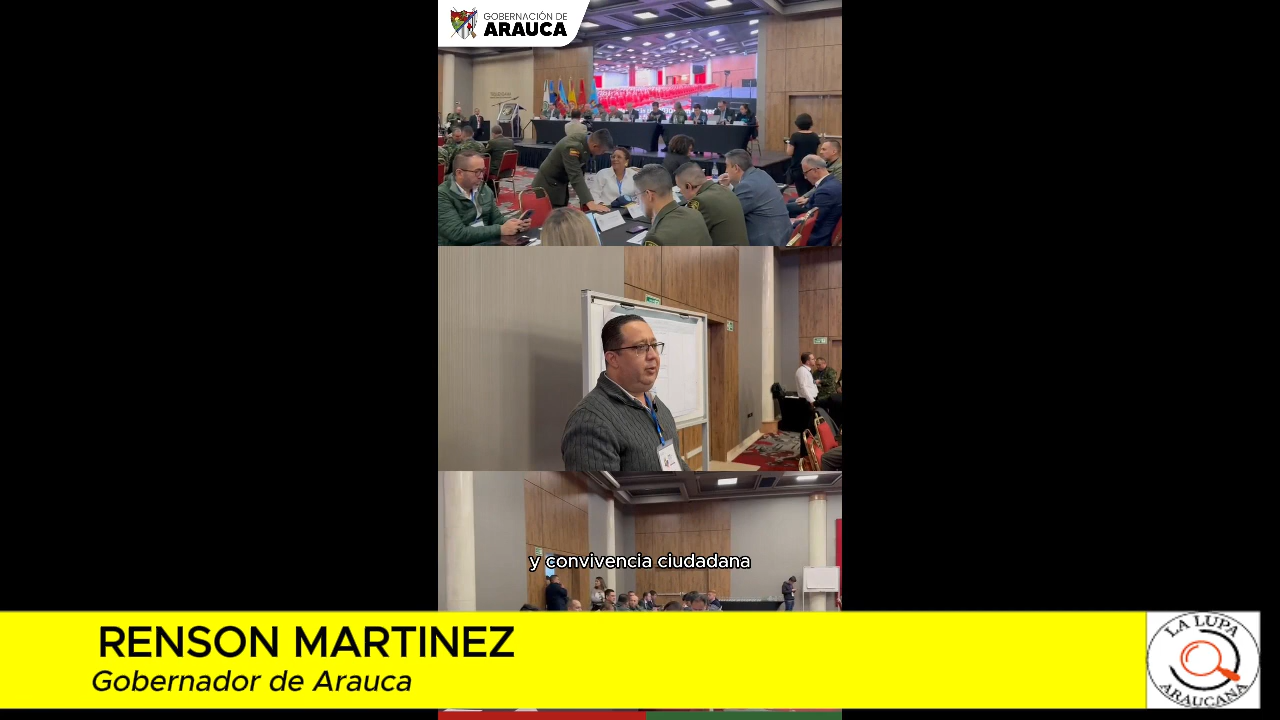 GOBERNACIÓN DE
ARAUCA
y convivencia ciudadana
RENSON MARTINEZ
Gobernador de Arauca
LA LUPA
ARAUCANA